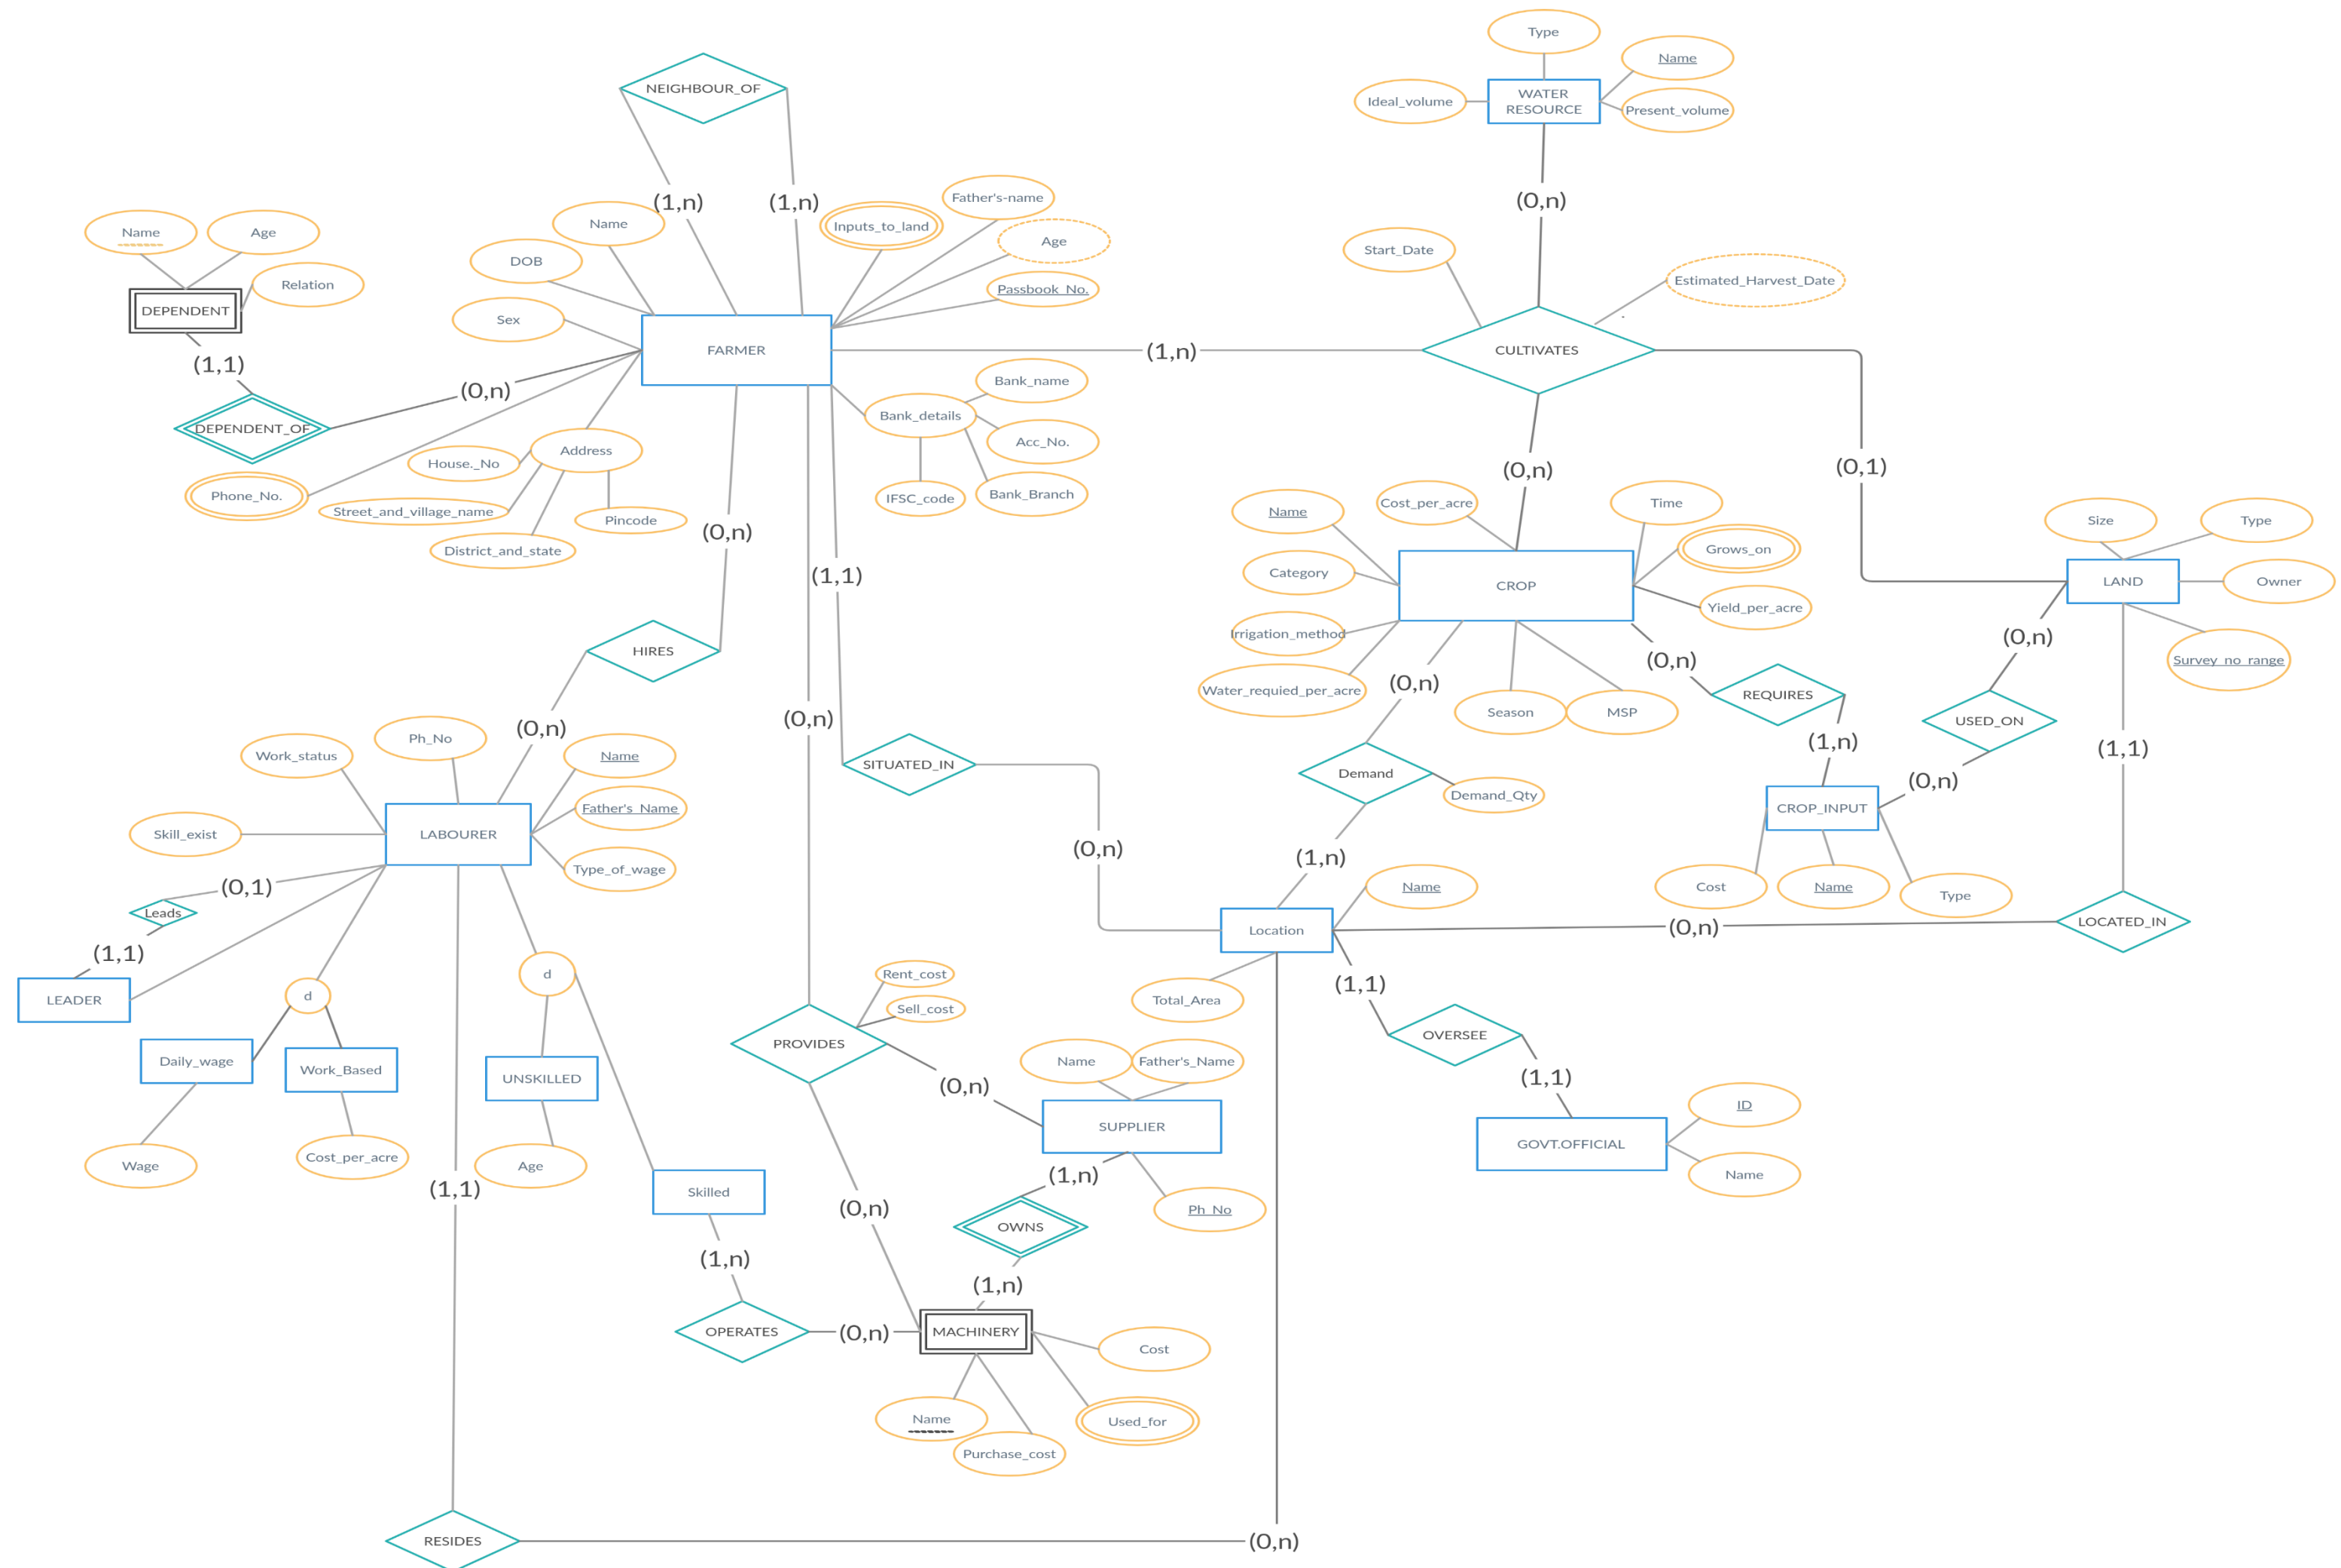 Type
Name
WATER
RESOURCE
Ideal_volume
Present_volume
NEIGHBOUR_OF
(1,n)
(1,n)
(0,n)
Name
Age
Relation
DEPENDENT
(1,1)
DEPENDENT_OF
(0,n)
Name
DOB
Sex
Inputs_to_land
Father's-name
Age
Passbook_No.
FARMER
(1,n)
Start_Date
Estimated_Harvest_Date
CULTIVATES
Bank_name
Bank_details
Acc_No.
IFSC_code
Bank_Branch
Address
House._No
Phone_No.
Street_and_village_name
Pincode
District_and_state
(0,n)
(1,1)
(0,n)
(0,1)
Name
Cost_per_acre
Time
Grows_on
Category
CROP
Yield_per_acre
Irrigation_method
Water_requied_per_acre
(0,n)
Season
MSP
(0,n)
REQUIRES
(1,n)
Size
Type
LAND
Owner
(0,n)
Survey_no_range
USED_ON
(0,n)
(1,1)
HIRES
(0,n)
(0,n)
SITUATED_IN
(0,n)
Demand
Demand_Qty
(1,n)
CROP_INPUT
Cost
Name
Type
Work_status
Ph_No
Name
Father's_Name
Skill_exist
LABOURER
Type_of_wage
(0,1)
Leads
(1,1)
LEADER
d
d
Name
Location
(0,n)
LOCATED_IN
Total_Area
(1,1)
OVERSEE
(1,1)
GOVT.OFFICIAL
ID
Name
Rent_cost
Sell_cost
PROVIDES
(0,n)
Name
Father's_Name
SUPPLIER
(1,n)
Ph_No
OWNS
(1,n)
Daily_wage
Work_Based
UNSKILLED
Wage
Cost_per_acre
Age
Skilled
(1,1)
(0,n)
(1,n)
OPERATES
(0,n)
MACHINERY
Cost
Name
Used_for
Purchase_cost
RESIDES
(0,n)